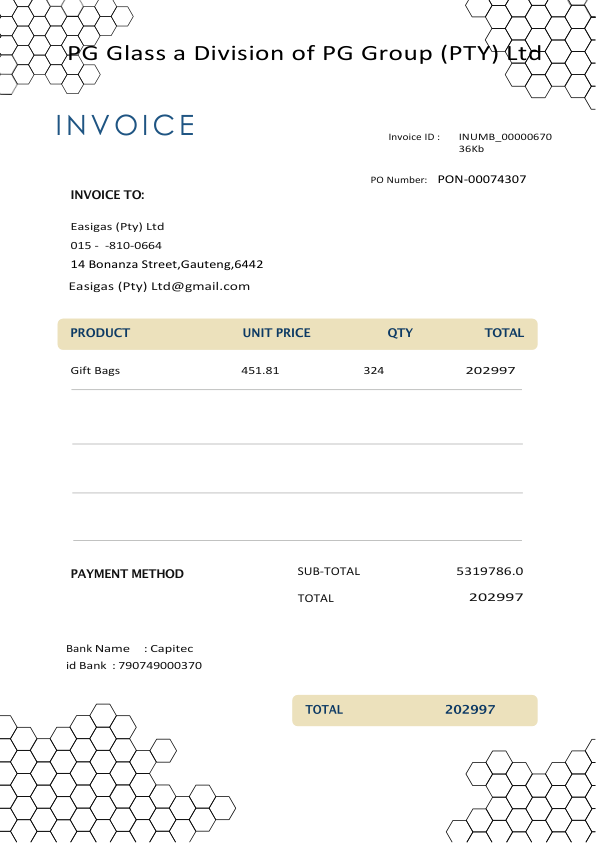 PG Glass a Division of PG Group (PTY) Ltd
INVOICE
Invoice ID : INUMB_00000670
36Kb
PO Number: PON-00074307
INVOICE TO:
Easigas (Pty) Ltd
015 - -810-0664
14 Bonanza Street,Gauteng,6442
Easigas (Pty) Ltd@gmail.com
PRODUCT UNIT PRICE QTY TOTAL
Gift Bags 451.81 324 202997
PAYMENT METHOD
SUB-TOTAL 5319786.0
TOTAL 202997
Bank Name : Capitec
id Bank : 790749000370
TOTAL 202997